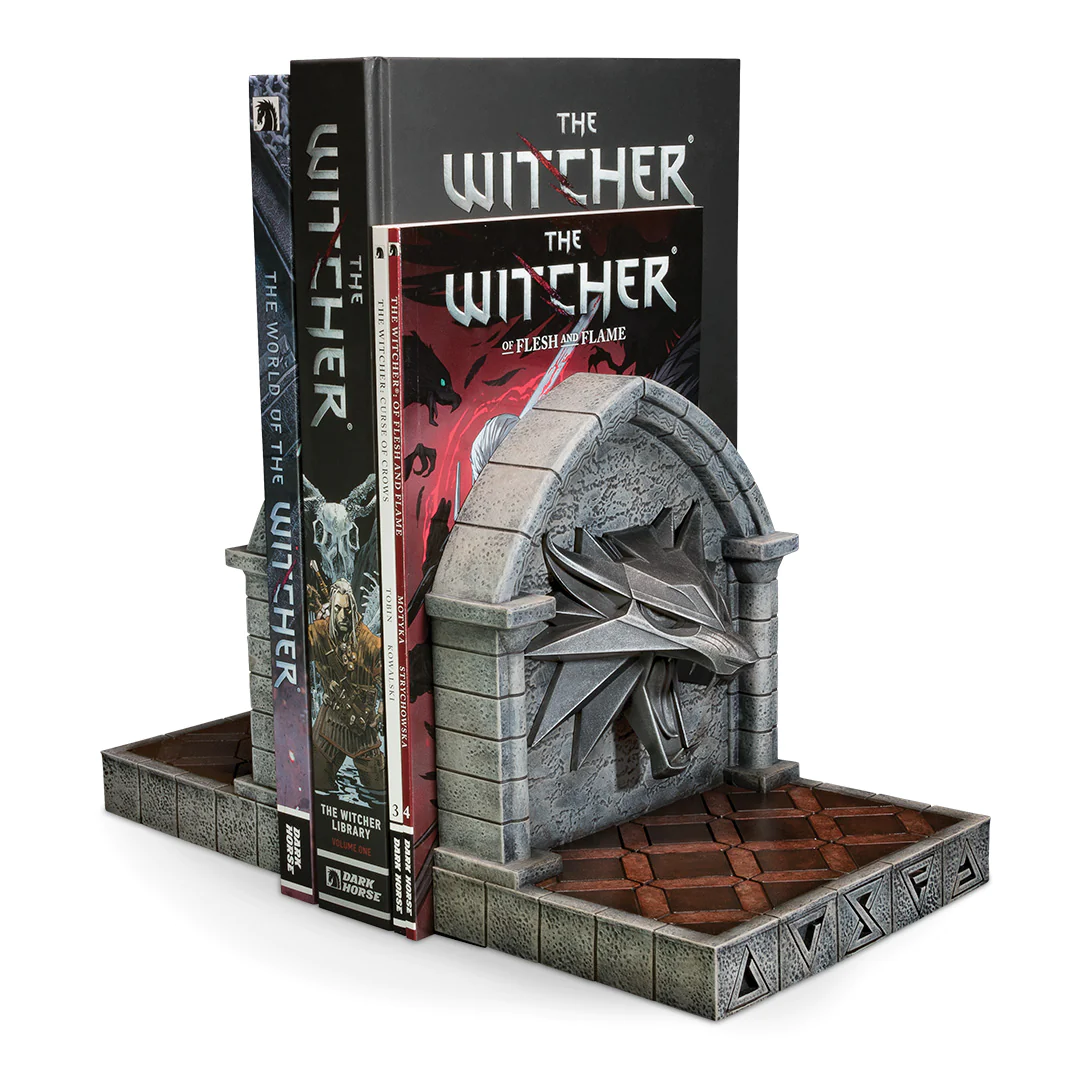 THE WORLD OF THE WITCHER
DARK HORSE
THE WITCHER®
THE WITCHER LIBRARY
VOLUME ONE
DARK HORSE
THE WITCHER: CURSE OF CROWS
TOBIN KOWALSKI
3
DARK HORSE
THE WITCHER®: OF FLESH AND FLAME
MOTYKA STRYCHOWSKA
4
DARK HORSE
THE
WITCHER®
THE
WITCHER®
OF FLESH AND FLAME